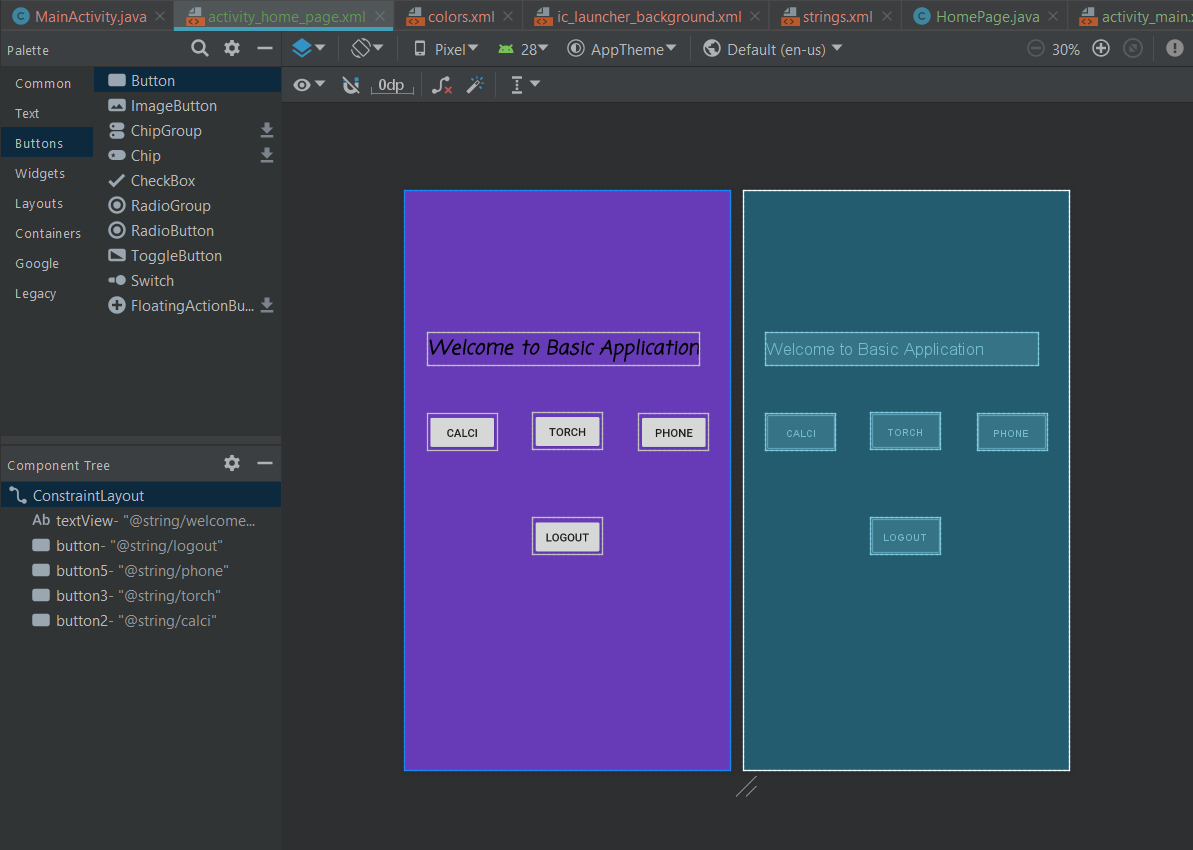 MainActivity.java activity_home_page.xml colors.xml ic_launcher_background.xml strings.xml HomePage.java activity_main.
Palette
Pixel 28 AppTheme Default (en-us) 30%
Common
Text
Buttons
Widgets
Layouts
Containers
Google
Legacy
Button
ImageButton
ChipGroup
Chip
CheckBox
RadioGroup
RadioButton
ToggleButton
Switch
FloatingActionBu...
0dp
Welcome to Basic Application
CALCI TORCH PHONE
LOGOUT
Welcome to Basic Application
CALCI TORCH PHONE
LOGOUT
Component Tree
ConstraintLayout
Ab textView- "@string/welcome...
button- "@string/logout"
button5- "@string/phone"
button3- "@string/torch"
button2- "@string/calci"